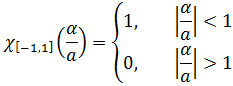 χ[−1,1](α/a) = { 1, |α/a| < 1
0, |α/a| > 1